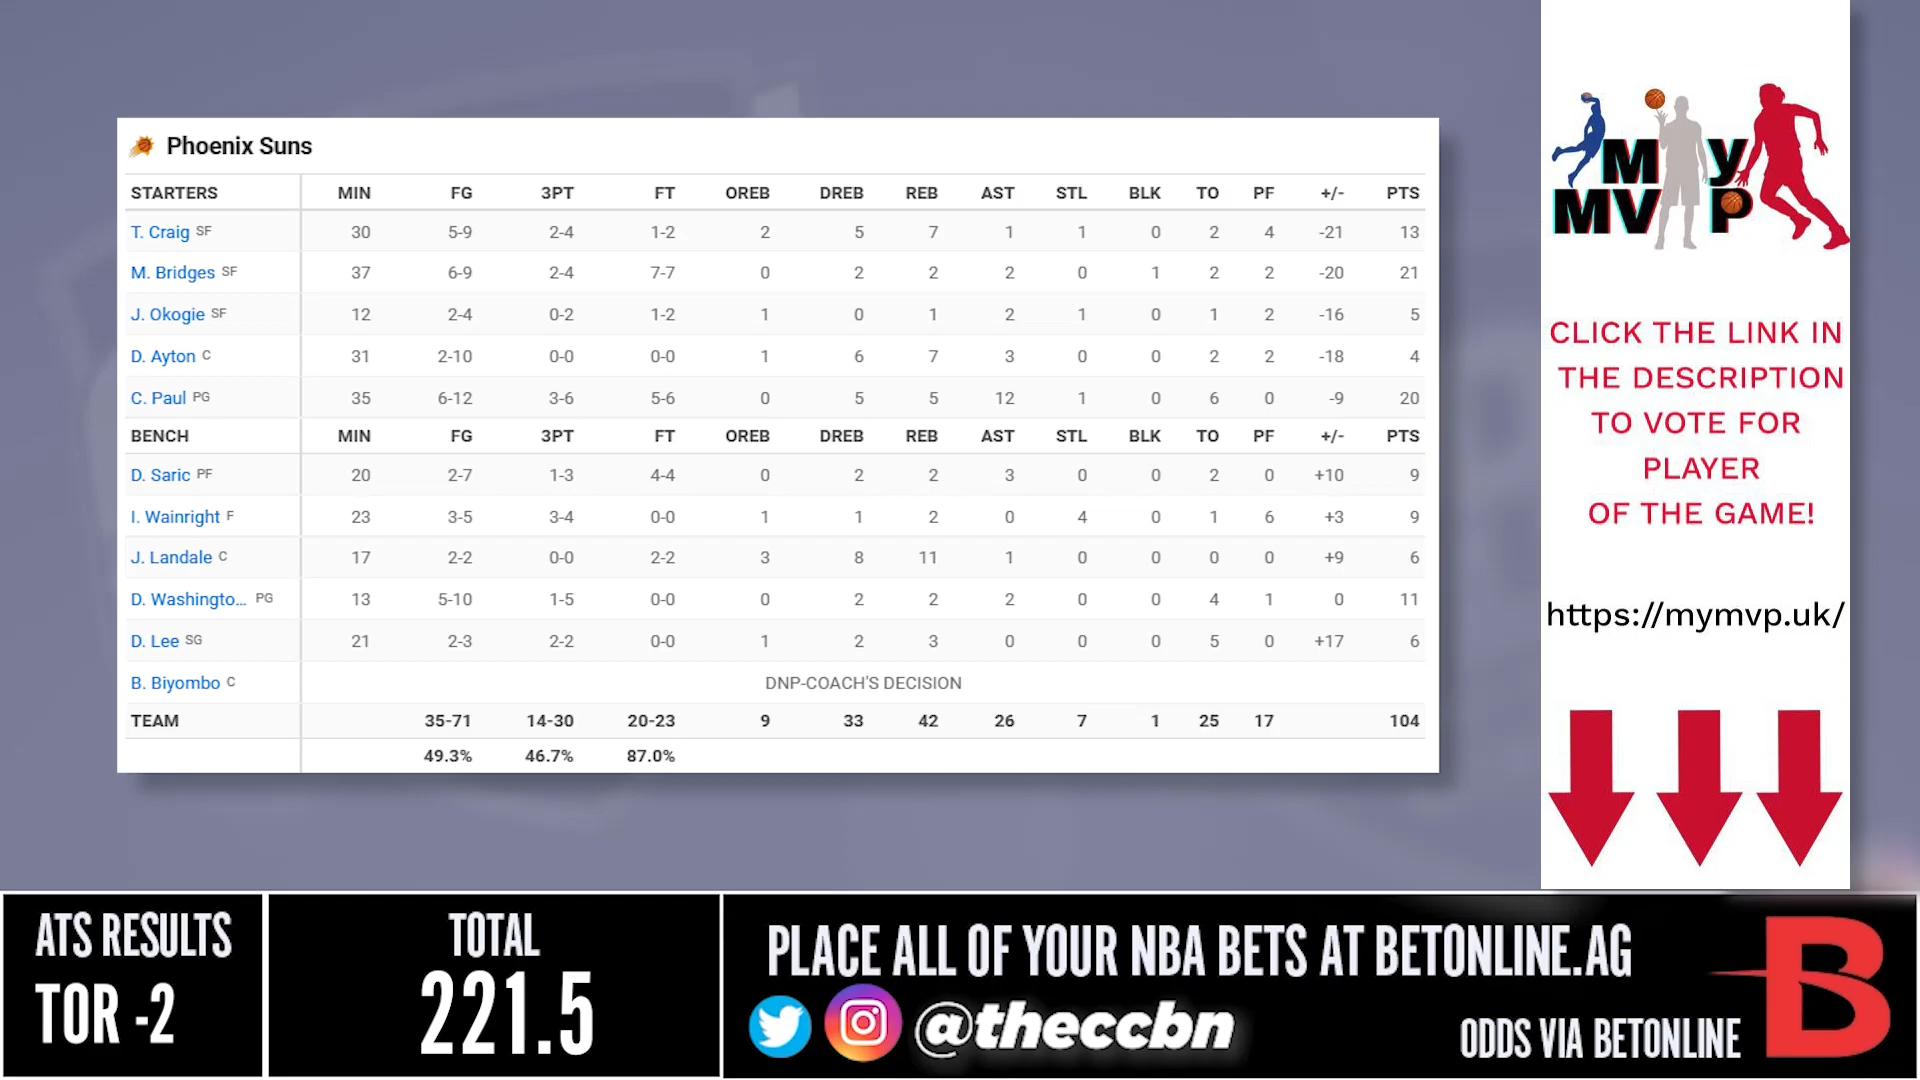 Phoenix Suns
STARTERS MIN FG 3PT FT OREB DREB REB AST STL BLK TO PF +/- PTS
T. Craig SF 30 5-9 2-4 1-2 2 5 7 1 1 0 2 4 -21 13
M. Bridges SF 37 6-9 2-4 7-7 0 2 2 2 0 1 2 2 -20 21
J. Okogie SF 12 2-4 0-2 1-2 1 0 1 2 1 0 1 2 -16 5
D. Ayton C 31 2-10 0-0 0-0 1 6 7 3 0 0 2 2 -18 4
C. Paul PG 35 6-12 3-6 5-6 0 5 5 12 1 0 6 0 -9 20
BENCH MIN FG 3PT FT OREB DREB REB AST STL BLK TO PF +/- PTS
D. Saric PF 20 2-7 1-3 4-4 0 2 2 3 0 0 2 0 +10 9
I. Wainright F 23 3-5 3-4 0-0 1 1 2 0 4 0 1 6 +3 9
J. Landale C 17 2-2 0-0 2-2 3 8 11 1 0 0 0 0 +9 6
D. Washingto... PG 13 5-10 1-5 0-0 0 2 2 2 0 0 4 1 0 11
D. Lee SG 21 2-3 2-2 0-0 1 2 3 0 0 0 5 0 +17 6
B. Biyombo C DNP-COACH'S DECISION
TEAM 35-71 14-30 20-23 9 33 42 26 7 1 25 17 104
49.3% 46.7% 87.0%
My
MVP
CLICK THE LINK IN
THE DESCRIPTION
TO VOTE FOR
PLAYER
OF THE GAME!
https://mymvp.uk/
ATS RESULTS
TOR -2
TOTAL
221.5
PLACE ALL OF YOUR NBA BETS AT BETONLINE.AG
@theccbn
ODDS VIA BETONLINE
B